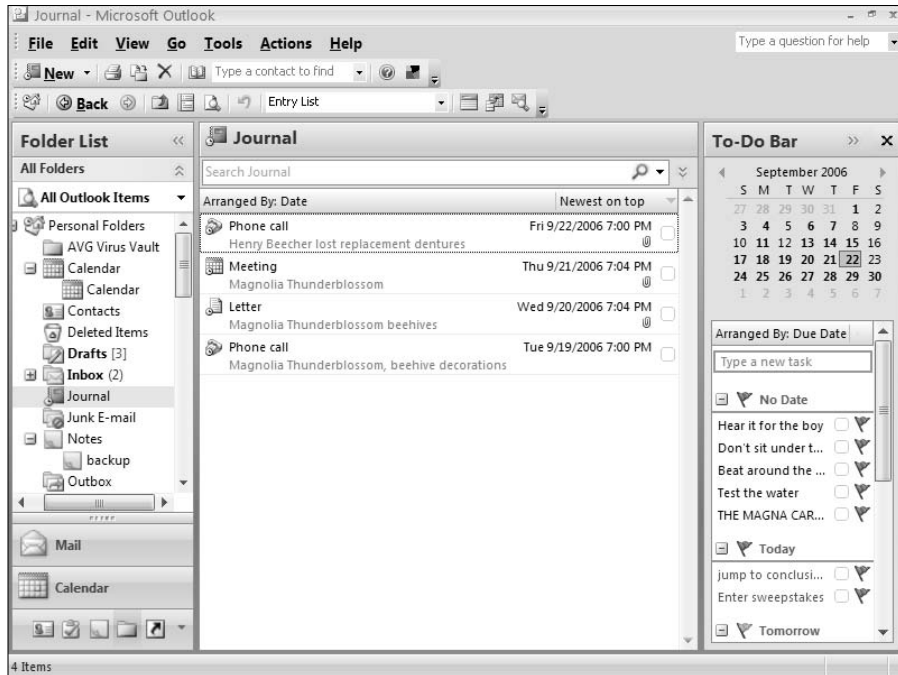 Journal - Microsoft Outlook
File Edit View Go Tools Actions Help
Type a question for help
New Type a contact to find
Back Entry List
Folder List
All Folders
All Outlook Items
Personal Folders
AVG Virus Vault
Calendar
Calendar
Contacts
Deleted Items
Drafts [3]
Inbox (2)
Journal
Junk E-mail
Notes
backup
Outbox
Mail
Calendar
4 Items
Journal
Search Journal
Arranged By: Date Newest on top
Phone call Fri 9/22/2006 7:00 PM
Henry Beecher lost replacement dentures
Meeting Thu 9/21/2006 7:04 PM
Magnolia Thunderblossom
Letter Wed 9/20/2006 7:04 PM
Magnolia Thunderblossom beehives
Phone call Tue 9/19/2006 7:00 PM
Magnolia Thunderblossom, beehive decorations
To-Do Bar
September 2006
S M T W T F S
27 28 29 30 31 1 2
3 4 5 6 7 8 9
10 11 12 13 14 15 16
17 18 19 20 21 22 23
24 25 26 27 28 29 30
1 2 3 4 5 6 7
Arranged By: Due Date
Type a new task
No Date
Hear it for the boy
Don't sit under t...
Beat around the ...
Test the water
THE MAGNA CAR...
Today
jump to conclusi...
Enter sweepstakes
Tomorrow